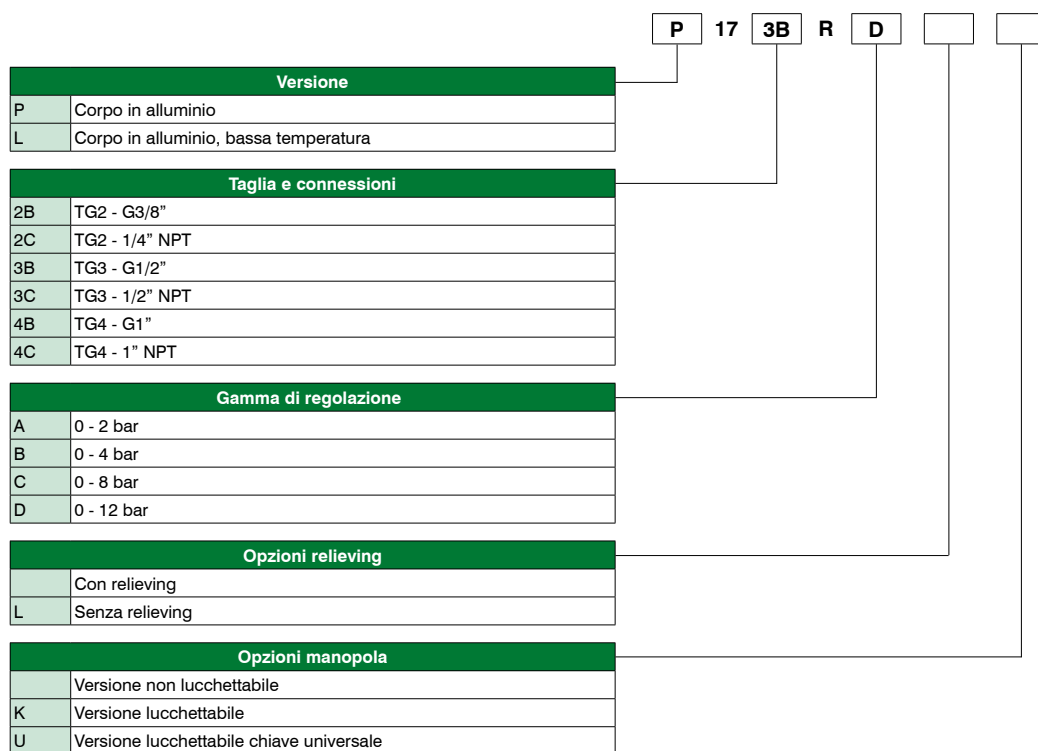 P 17 3B R D
Versione
P Corpo in alluminio
L Corpo in alluminio, bassa temperatura
Taglia e connessioni
2B TG2 - G3/8”
2C TG2 - 1/4” NPT
3B TG3 - G1/2”
3C TG3 - 1/2” NPT
4B TG4 - G1”
4C TG4 - 1” NPT
Gamma di regolazione
A 0 - 2 bar
B 0 - 4 bar
C 0 - 8 bar
D 0 - 12 bar
Opzioni relieving
Con relieving
L Senza relieving
Opzioni manopola
Versione non lucchettabile
K Versione lucchettabile
U Versione lucchettabile chiave universale